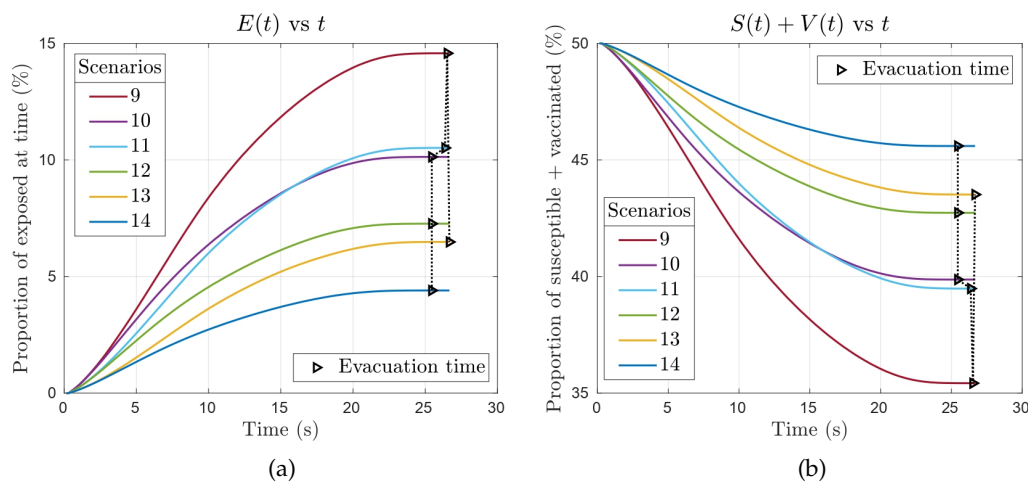 E(t) vs t
Proportion of exposed at time (%)
15
10
5
0
Scenarios
9
10
11
12
13
14
Evacuation time
0 5 10 15 20 25 30
Time (s)
(a)
S(t) + V(t) vs t
Proportion of susceptible + vaccinated (%)
50
45
40
35
Evacuation time
Scenarios
9
10
11
12
13
14
0 5 10 15 20 25 30
Time (s)
(b)